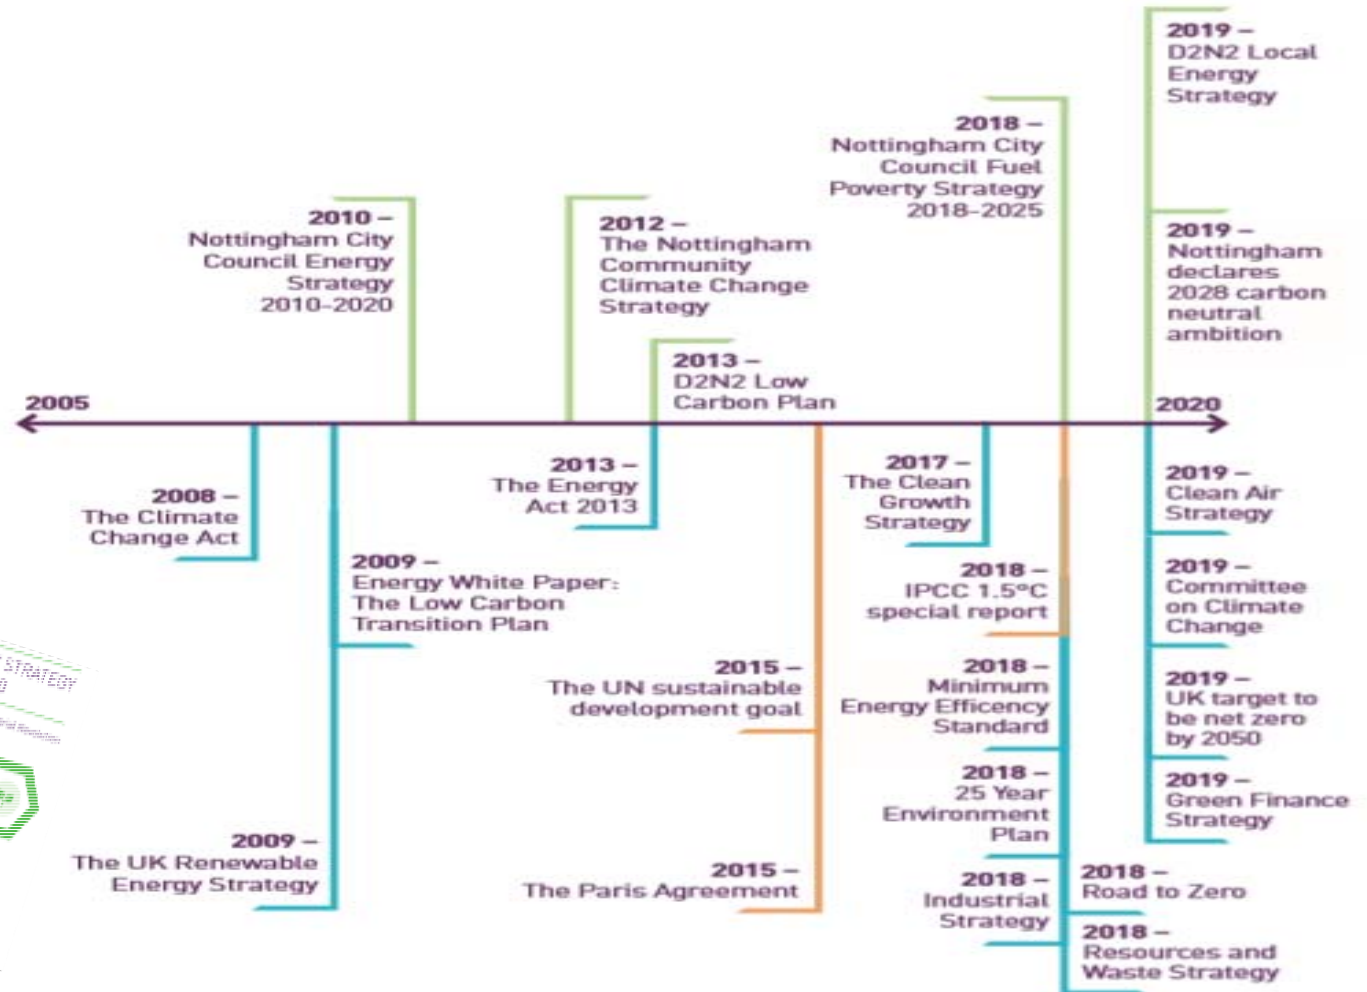 2019 –
D2N2 Local
Energy
Strategy
2018 –
Nottingham City
Council Fuel
Poverty Strategy
2018-2025
2010 –
Nottingham City
Council Energy
Strategy
2010-2020
2012 –
The Nottingham
Community
Climate Change
Strategy
2019 –
Nottingham
declares
2028 carbon
neutral
ambition
2013 –
D2N2 Low
Carbon Plan
2005
2020
2008 –
The Climate
Change Act
2009 –
Energy White Paper:
The Low Carbon
Transition Plan
2009 –
The UK Renewable
Energy Strategy
2013 –
The Energy
Act 2013
2015 –
The UN sustainable
development goal
2015 –
The Paris Agreement
2017 –
The Clean
Growth
Strategy
2018 –
IPCC 1.5°C
special report
2018 –
Minimum
Energy Efficency
Standard
2018 –
25 Year
Environment
Plan
2018 –
Industrial
Strategy
2018 –
Road to Zero
2018 –
Resources and
Waste Strategy
2019 –
Clean Air
Strategy
2019 –
Committee
on Climate
Change
2019 –
UK target to
be net zero
by 2050
2019 –
Green Finance
Strategy